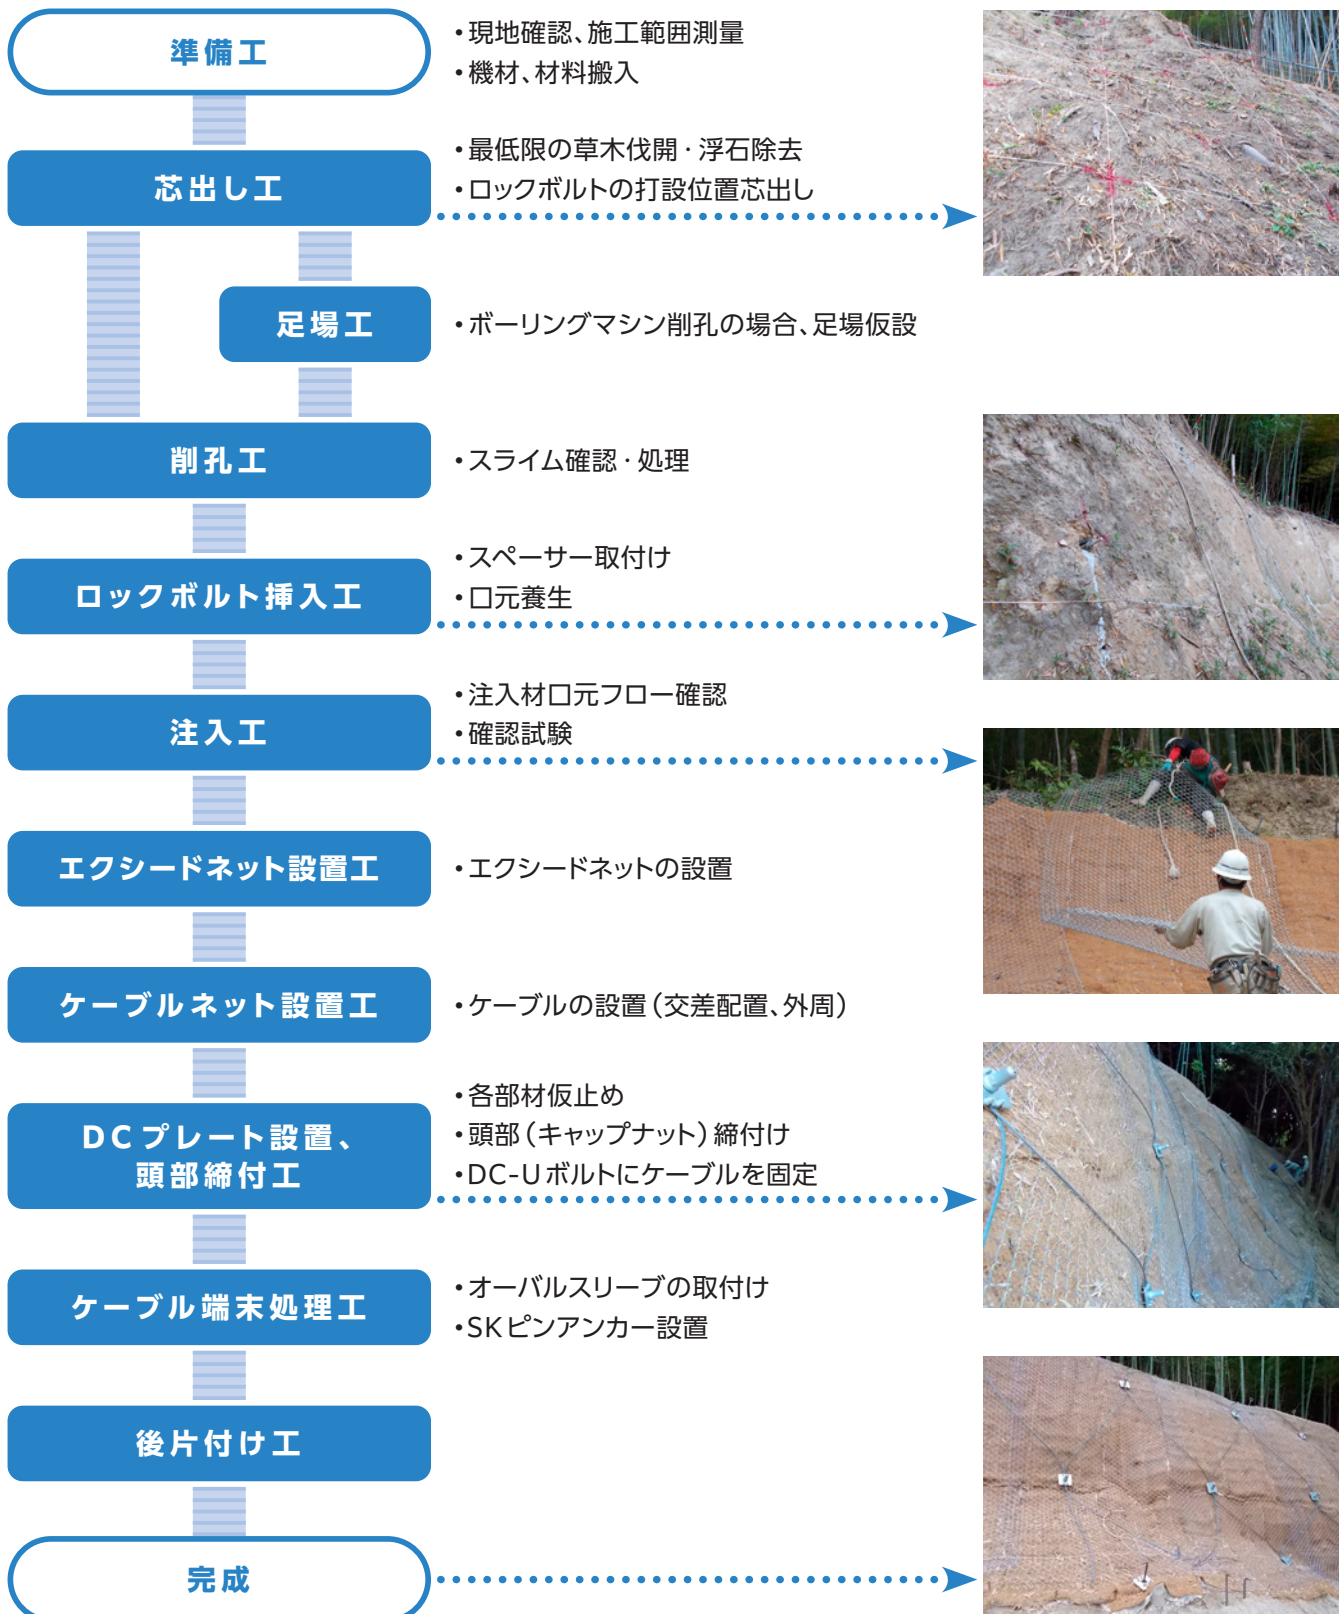 準備工
・現地確認、施工範囲測量
・機材、材料搬入
芯出し工
・最低限の草木伐開・浮石除去
・ロックボルトの打設位置芯出し
足場工
・ボーリングマシン削孔の場合、足場仮設
削孔工
・スライム確認・処理
ロックボルト挿入工
・スペーサー取付け
・口元養生
注入工
・注入材口元フロー確認
・確認試験
エクシードネット設置工
・エクシードネットの設置
ケーブルネット設置工
・ケーブルの設置（交差配置、外周）
DCプレート設置、
頭部締付工
・各部材仮止め
・頭部（キャップナット）締付け
・DC-Uボルトにケーブルを固定
ケーブル端末処理工
・オーバルスリーブの取付け
・SKピンアンカー設置
後片付け工
完成